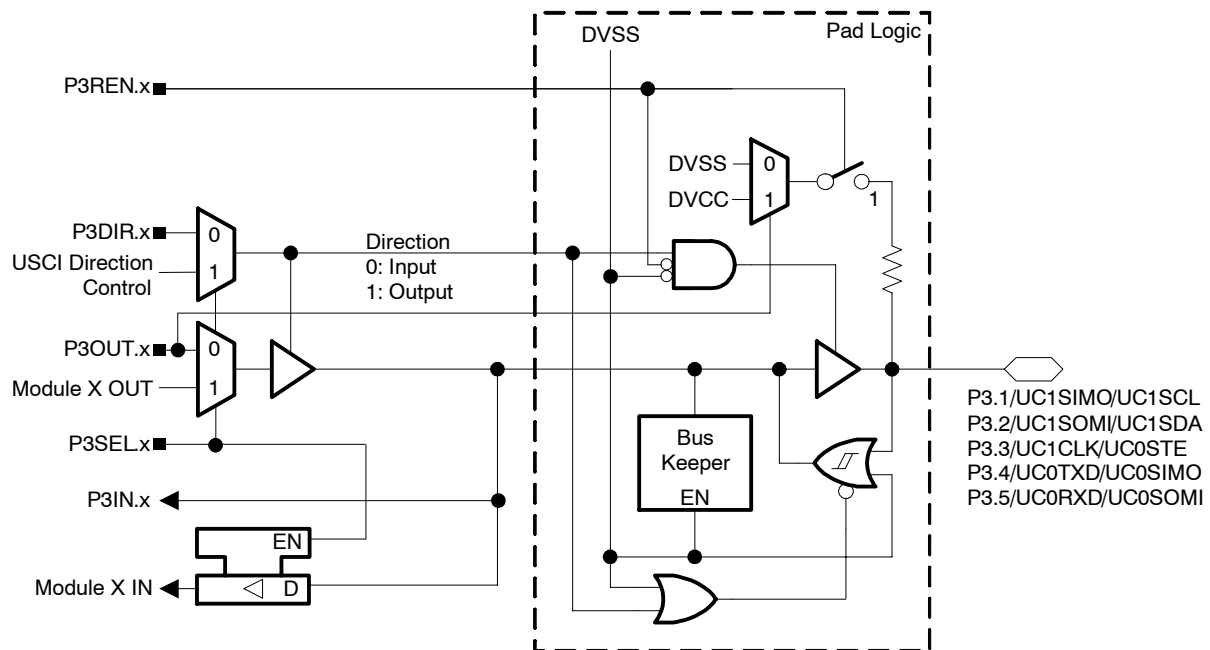 DVSS
Pad Logic
P3REN.x
DVSS
0
DVCC
1
1
P3DIR.x
0
USCI Direction
Control
1
Direction
0: Input
1: Output
P3OUT.x
0
Module X OUT
1
P3SEL.x
Bus
Keeper
EN
P3.1/UC1SIMO/UC1SCL
P3.2/UC1SOMI/UC1SDA
P3.3/UC1CLK/UC0STE
P3.4/UC0TXD/UC0SIMO
P3.5/UC0RXD/UC0SOMI
P3IN.x
EN
Module X IN
D